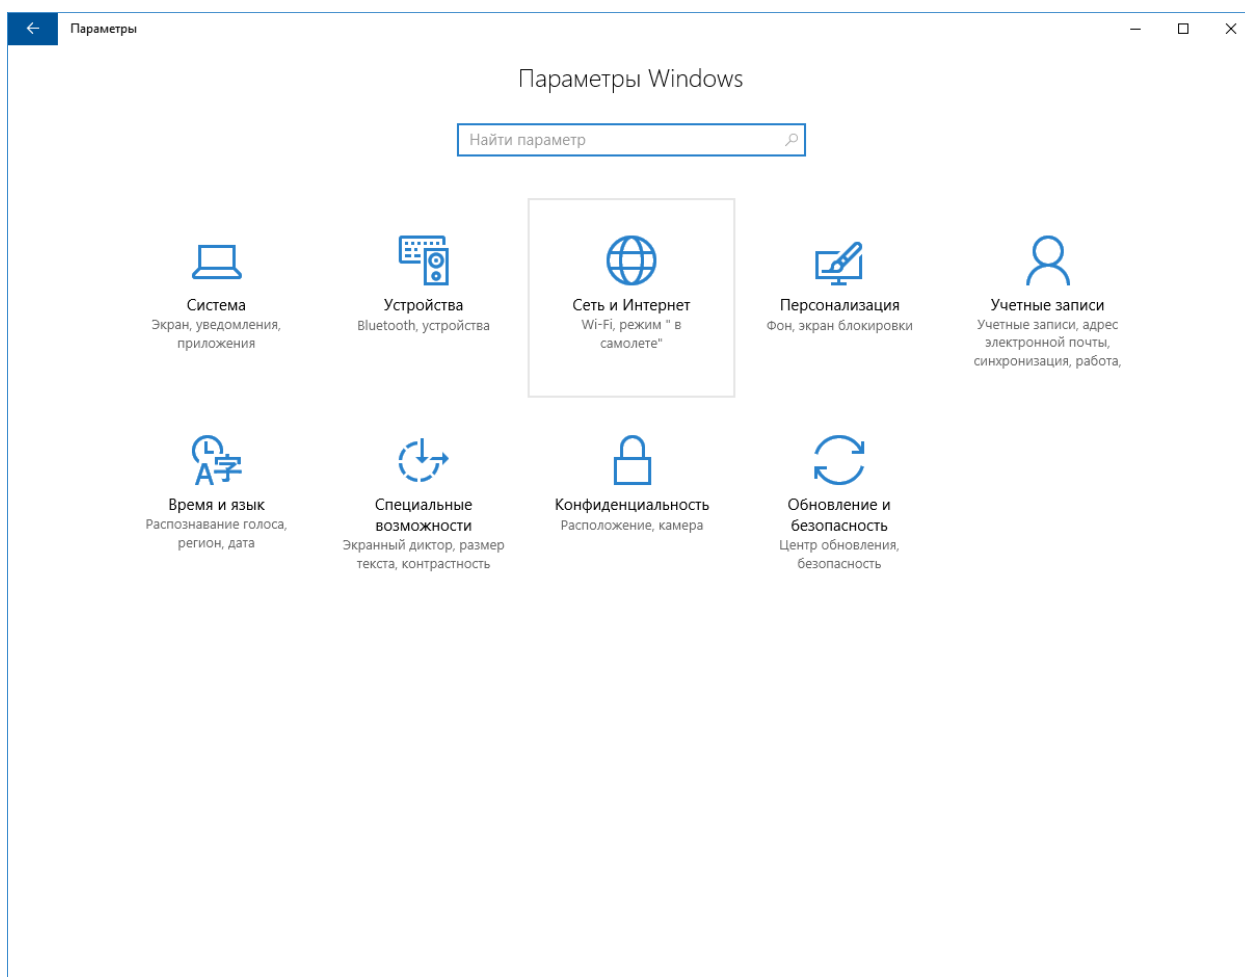 Параметры
Параметры Windows
Найти параметр
Система
Экран, уведомления,
приложения
Устройства
Bluetooth, устройства
Сеть и Интернет
Wi-Fi, режим " в
самолете"
Персонализация
Фон, экран блокировки
Учетные записи
Учетные записи, адрес
электронной почты,
синхронизация, работа,
Время и язык
Распознавание голоса,
регион, дата
Специальные
возможности
Экранный диктор, размер
текста, контрастность
Конфиденциальность
Расположение, камера
Обновление и
безопасность
Центр обновления,
безопасность